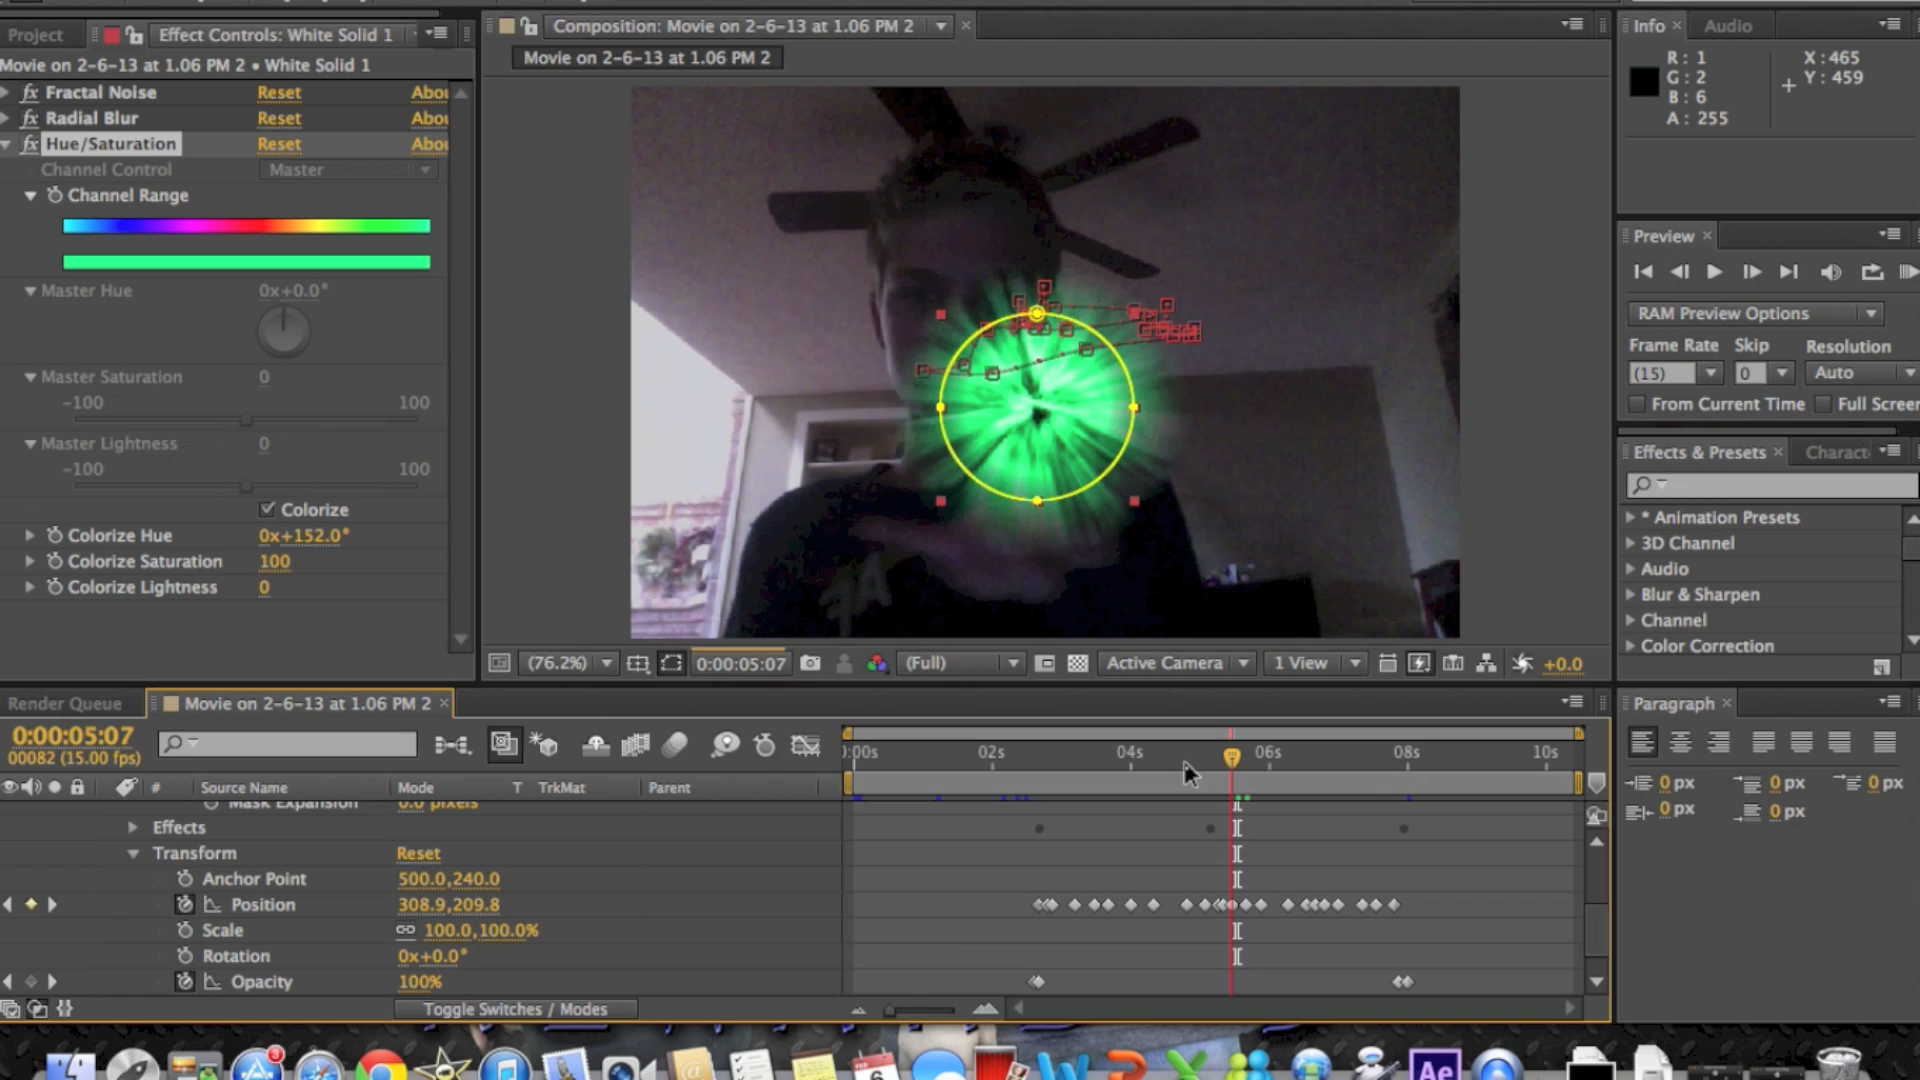 Project
Effect Controls: White Solid 1
Movie on 2-6-13 at 1.06 PM 2 • White Solid 1
fx Fractal Noise Reset Abou
fx Radial Blur Reset Abou
fx Hue/Saturation Reset Abou
Channel Control Master
Channel Range
Master Hue 0x+0.0°
Master Saturation 0
-100 100
Master Lightness 0
-100 100
Colorize
Colorize Hue 0x+152.0°
Colorize Saturation 100
Colorize Lightness 0
Composition: Movie on 2-6-13 at 1.06 PM 2
Movie on 2-6-13 at 1.06 PM 2
(76.2%) 0:00:05:07 (Full) Active Camera 1 View +0.0
Info Audio
R: 1 X: 465
G: 2 Y: 459
B: 6
A: 255
Preview
RAM Preview Options
Frame Rate Skip Resolution
(15) 0 Auto
From Current Time Full Screen
Effects & Presets Charact
* Animation Presets
3D Channel
Audio
Blur & Sharpen
Channel
Color Correction
Render Queue Movie on 2-6-13 at 1.06 PM 2
0:00:05:07
00082 (15.00 fps)
:00s 02s 04s 06s 08s 10s
# Source Name Mode T TrkMat Parent
Mask Expansion 0.0 pixels
Effects
Transform Reset
Anchor Point 500.0,240.0
Position 308.9,209.8
Scale 100.0,100.0%
Rotation 0x+0.0°
Opacity 100%
Toggle Switches / Modes
Paragraph
0 px 0 px 0 px
0 px 0 px
3
FEB
6
Ae